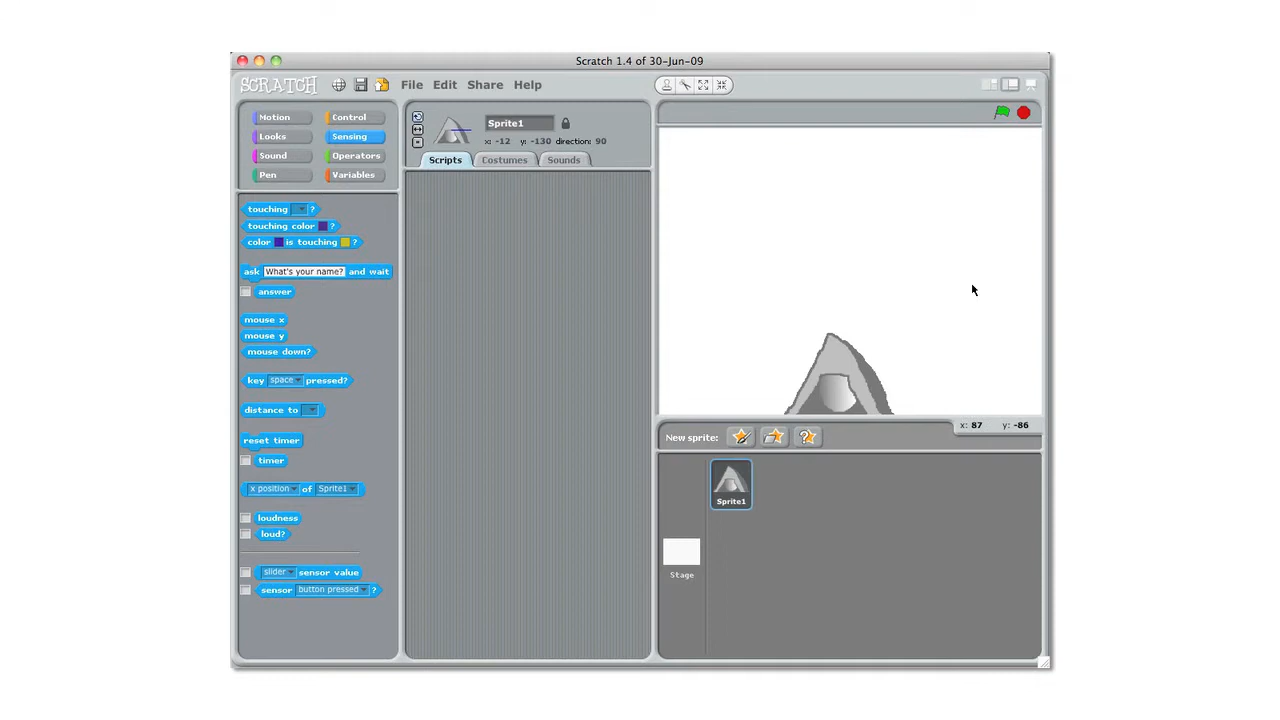 Scratch 1.4 of 30-Jun-09
SCRATCH File Edit Share Help
Motion Control
Looks Sensing
Sound Operators
Pen Variables
Sprite1
x: -12 y: -130 direction: 90
Scripts Costumes Sounds
touching ?
touching color ?
color is touching ?
ask What's your name? and wait
answer
mouse x
mouse y
mouse down?
key space pressed?
distance to
reset timer
timer
x position of Sprite1
loudness
loud?
slider sensor value
sensor button pressed ?
x: 87 y: -86
New sprite:
Sprite1
Stage